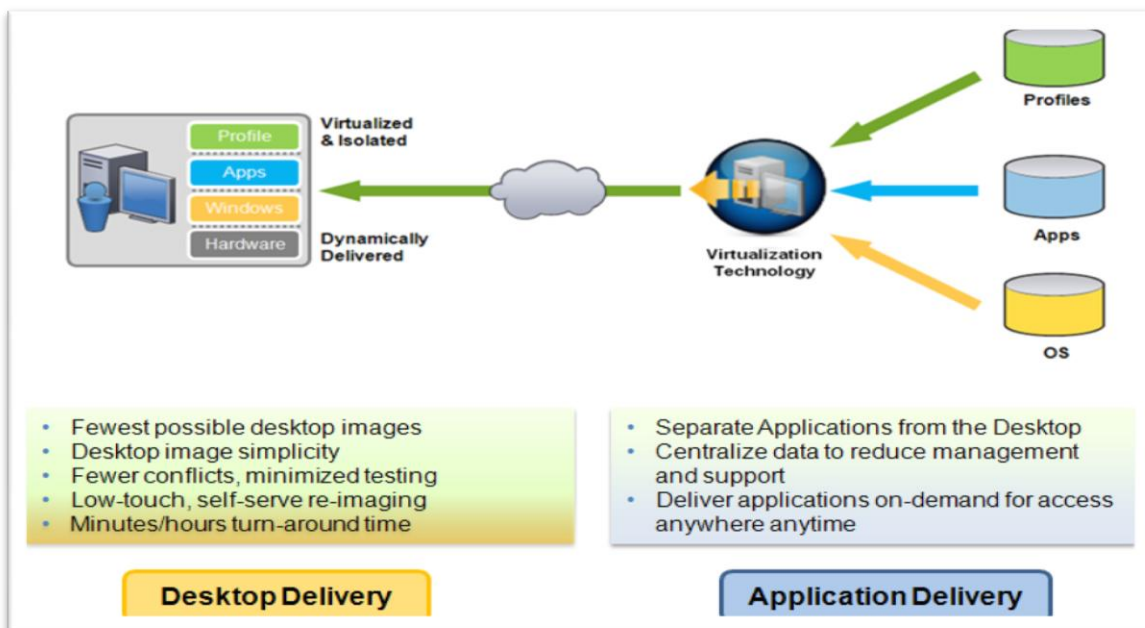 Profiles
Profile
Apps
Windows
Hardware
Virtualized
& Isolated
Dynamically
Delivered
Virtualization
Technology
Apps
OS
• Fewest possible desktop images
• Desktop image simplicity
• Fewer conflicts, minimized testing
• Low-touch, self-serve re-imaging
• Minutes/hours turn-around time
• Separate Applications from the Desktop
• Centralize data to reduce management
and support
• Deliver applications on-demand for access
anywhere anytime
Desktop Delivery
Application Delivery